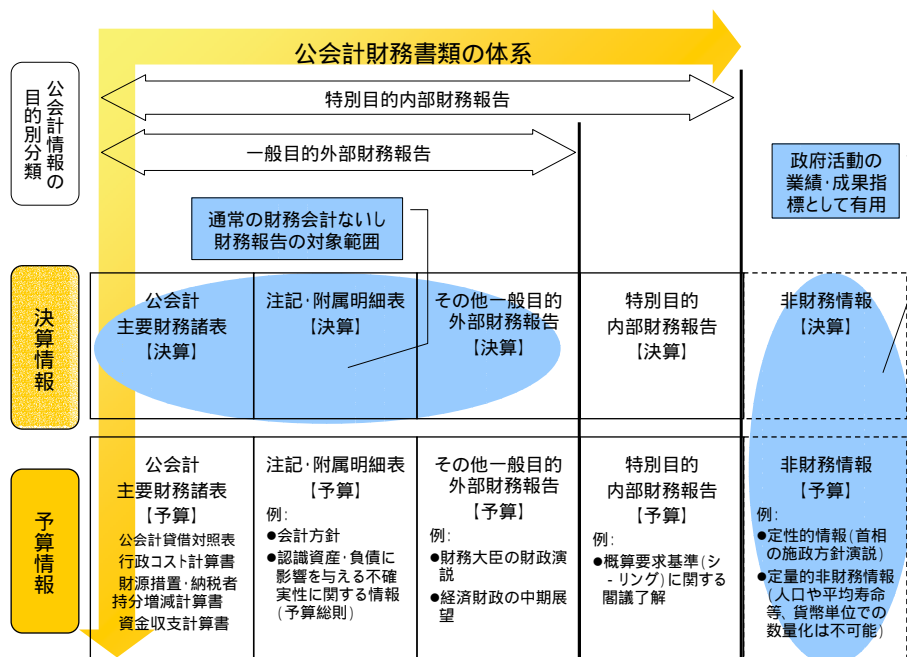 公会計財務書類の体系
公会計情報の
目的別分類
特別目的内部財務報告
一般目的外部財務報告
政府活動の
業績・成果指
標として有用
通常の財務会計ないし
財務報告の対象範囲
決算情報
公会計
主要財務諸表
【決算】
注記・附属明細表
【決算】
その他一般目的
外部財務報告
【決算】
特別目的
内部財務報告
【決算】
非財務情報
【決算】
予算情報
公会計
主要財務諸表
【予算】
公会計貸借対照表
行政コスト計算書
財源措置・納税者
持分増減計算書
資金収支計算書
注記・附属明細表
【予算】
例:
●会計方針
●認識資産・負債に
影響を与える不確
実性に関する情報
(予算総則)
その他一般目的
外部財務報告
【予算】
例:
●財務大臣の財政演
説
●経済財政の中期展
望
特別目的
内部財務報告
【予算】
例:
●概算要求基準(シ
-リング)に関する
閣議了解
非財務情報
【予算】
例:
●定性的情報(首相
の施政方針演説)
●定量的非財務情報
(人口や平均寿命
等、貨幣単位での
数量化は不可能)